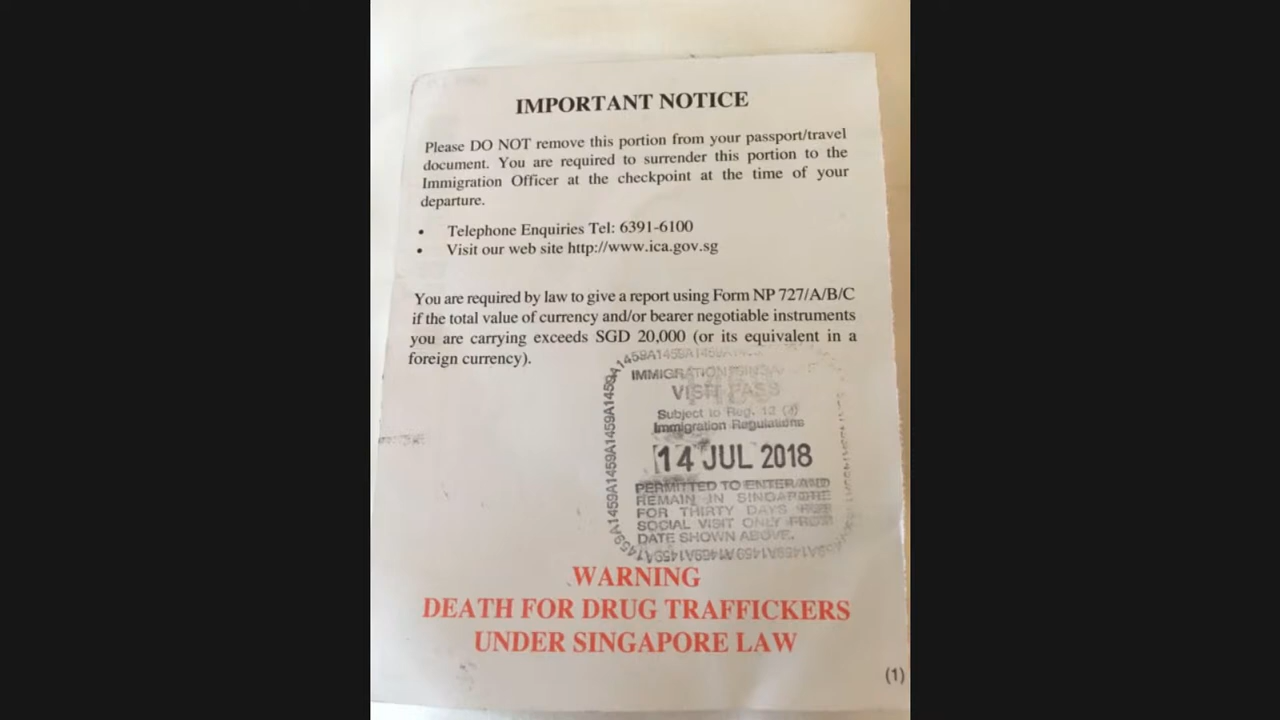 IMPORTANT NOTICE
Please DO NOT remove this portion from your passport/travel
document. You are required to surrender this portion to the
Immigration Officer at the checkpoint at the time of your
departure.
• Telephone Enquiries Tel: 6391-6100
• Visit our web site http://www.ica.gov.sg
You are required by law to give a report using Form NP 727/A/B/C
if the total value of currency and/or bearer negotiable instruments
you are carrying exceeds SGD 20,000 (or its equivalent in a
foreign currency).
IMMIGRATION
VISIT PASS
Subject to Reg. 12
Immigration Regulations
14 JUL 2018
PERMITTED TO ENTER AND
REMAIN IN SINGAPORE
FOR THIRTY DAYS
SOCIAL VISIT ONLY FROM
DATE SHOWN ABOVE.
WARNING
DEATH FOR DRUG TRAFFICKERS
UNDER SINGAPORE LAW
(1)